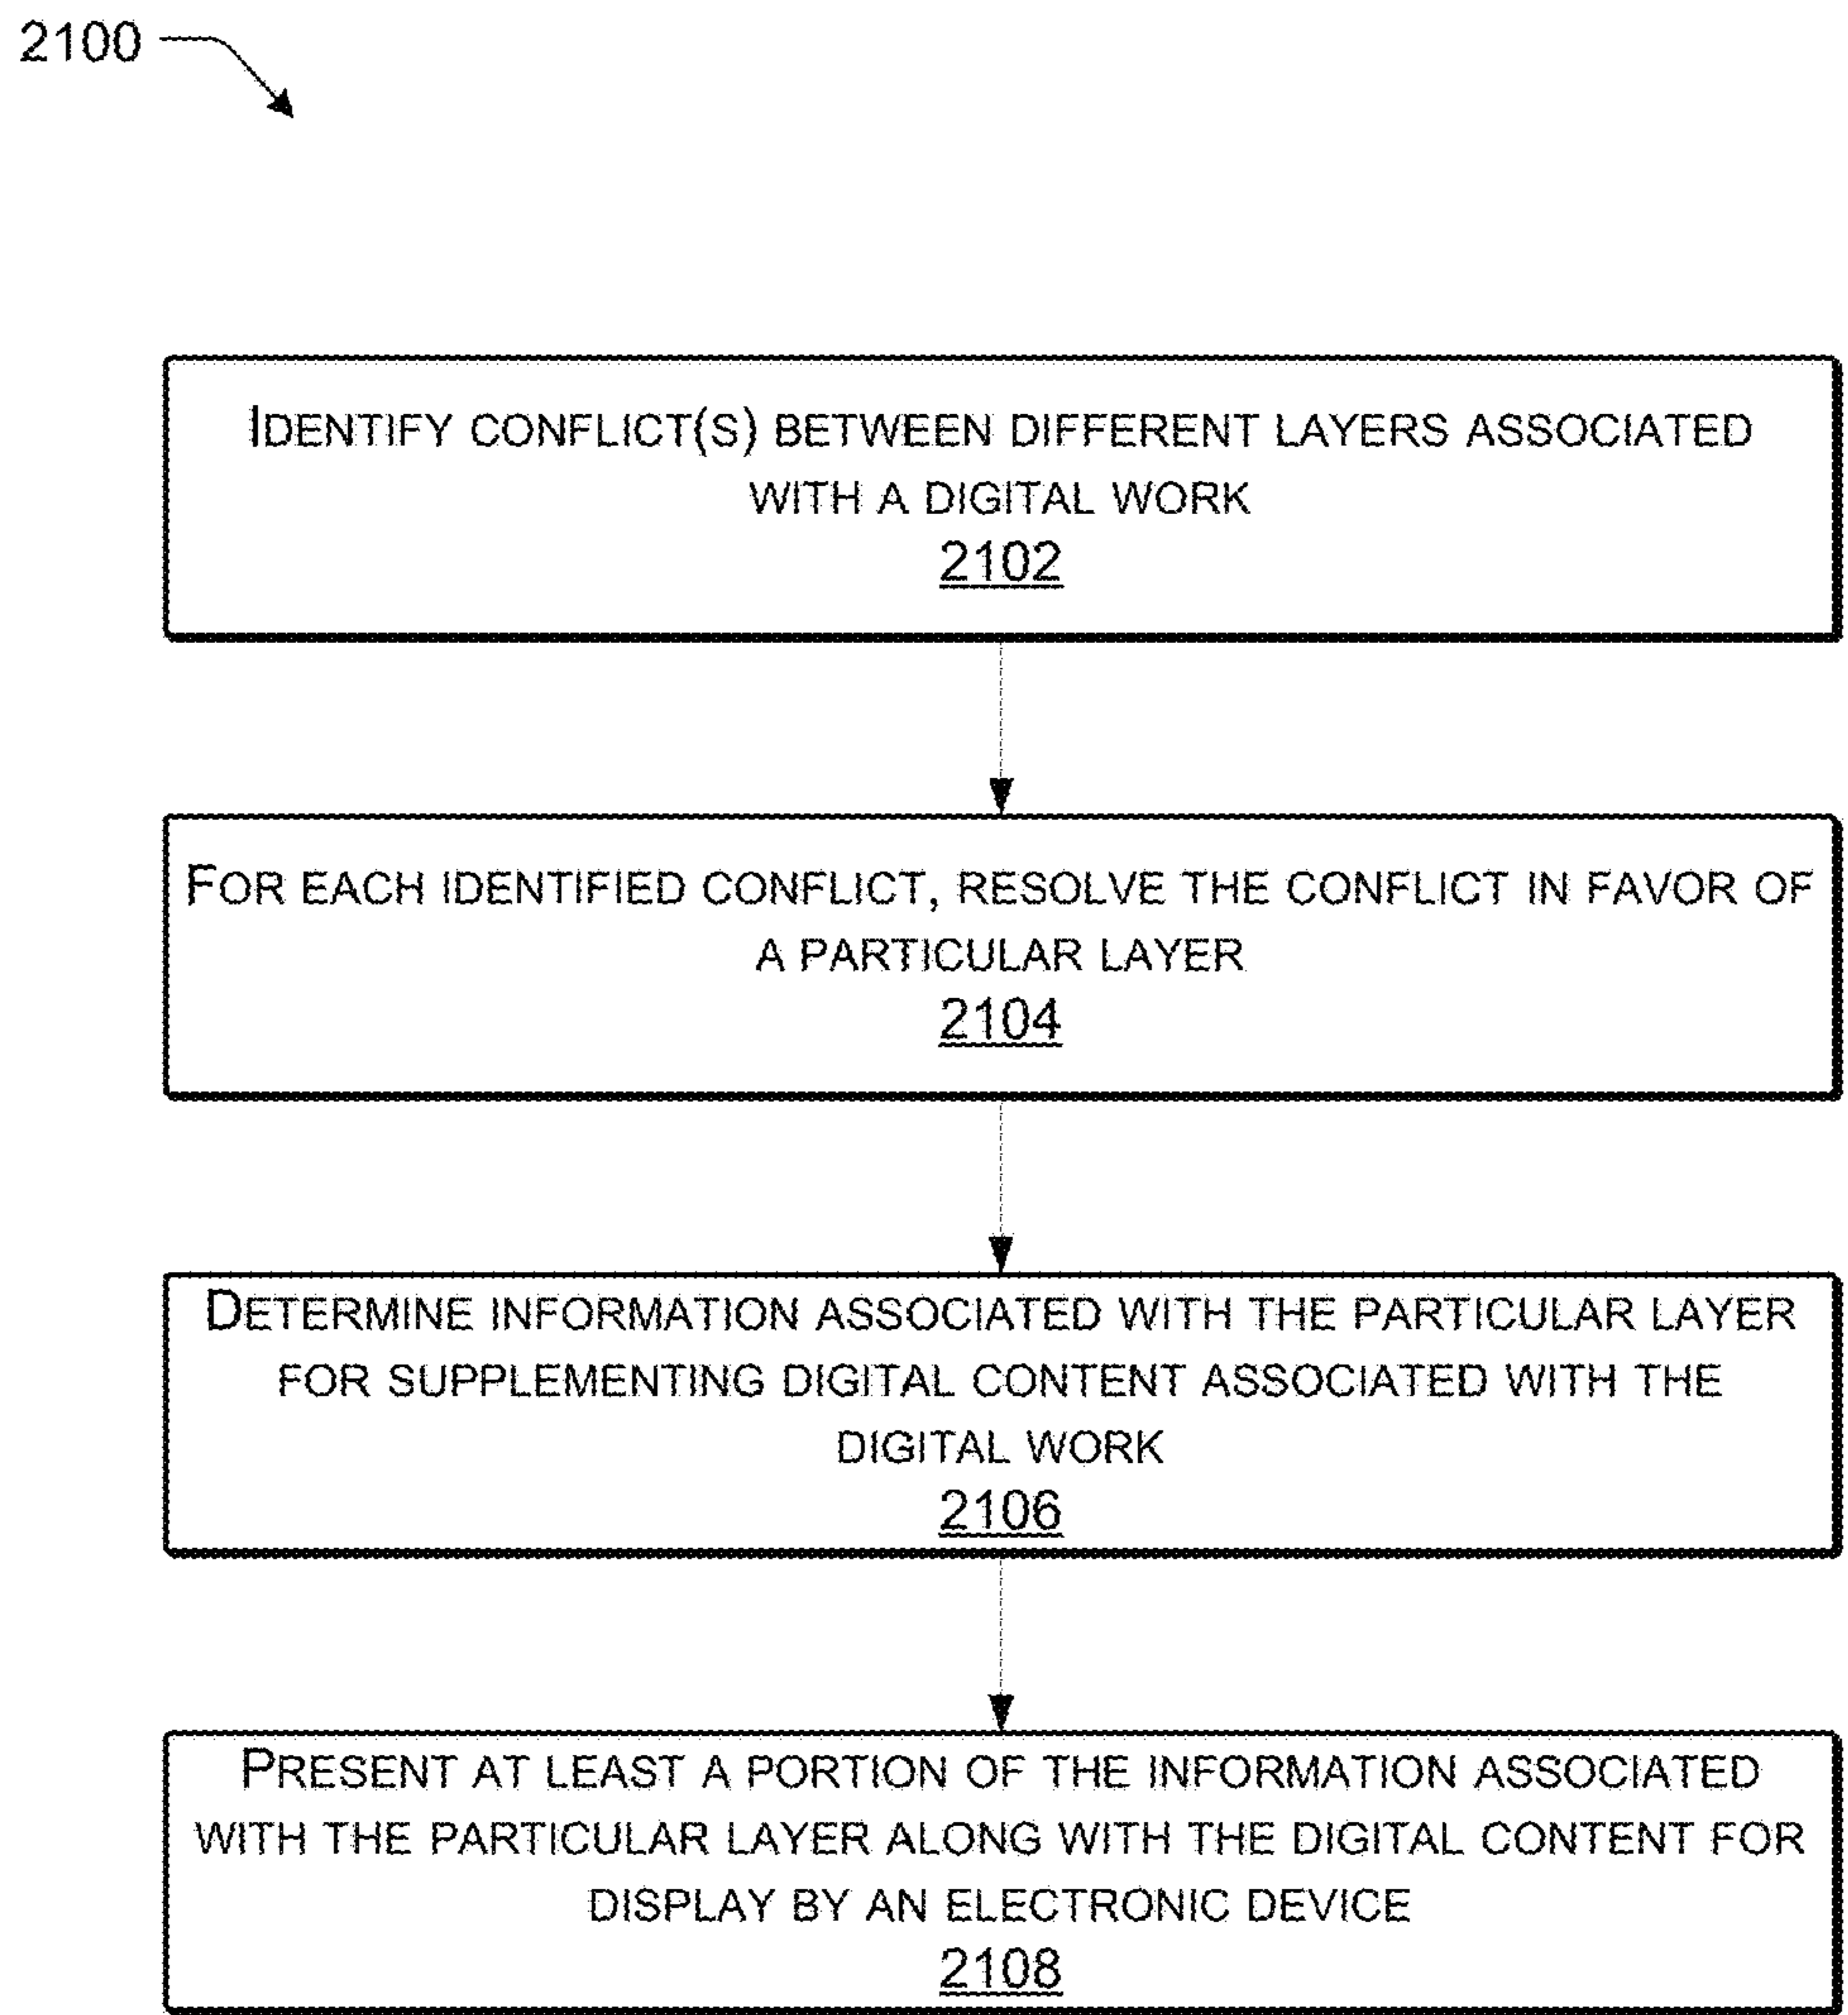 2100
IDENTIFY CONFLICT(S) BETWEEN DIFFERENT LAYERS ASSOCIATED
WITH A DIGITAL WORK
2102
FOR EACH IDENTIFIED CONFLICT, RESOLVE THE CONFLICT IN FAVOR OF
A PARTICULAR LAYER
2104
DETERMINE INFORMATION ASSOCIATED WITH THE PARTICULAR LAYER
FOR SUPPLEMENTING DIGITAL CONTENT ASSOCIATED WITH THE
DIGITAL WORK
2106
PRESENT AT LEAST A PORTION OF THE INFORMATION ASSOCIATED
WITH THE PARTICULAR LAYER ALONG WITH THE DIGITAL CONTENT FOR
DISPLAY BY AN ELECTRONIC DEVICE
2108